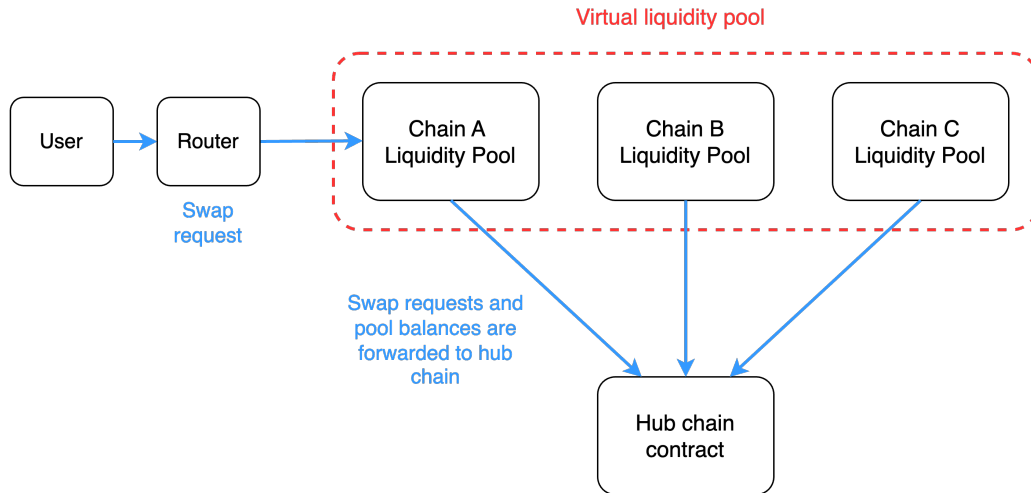 Virtual liquidity pool
User
Router
Swap
request
Chain A
Liquidity Pool
Chain B
Liquidity Pool
Chain C
Liquidity Pool
Swap requests and
pool balances are
forwarded to hub
chain
Hub chain
contract